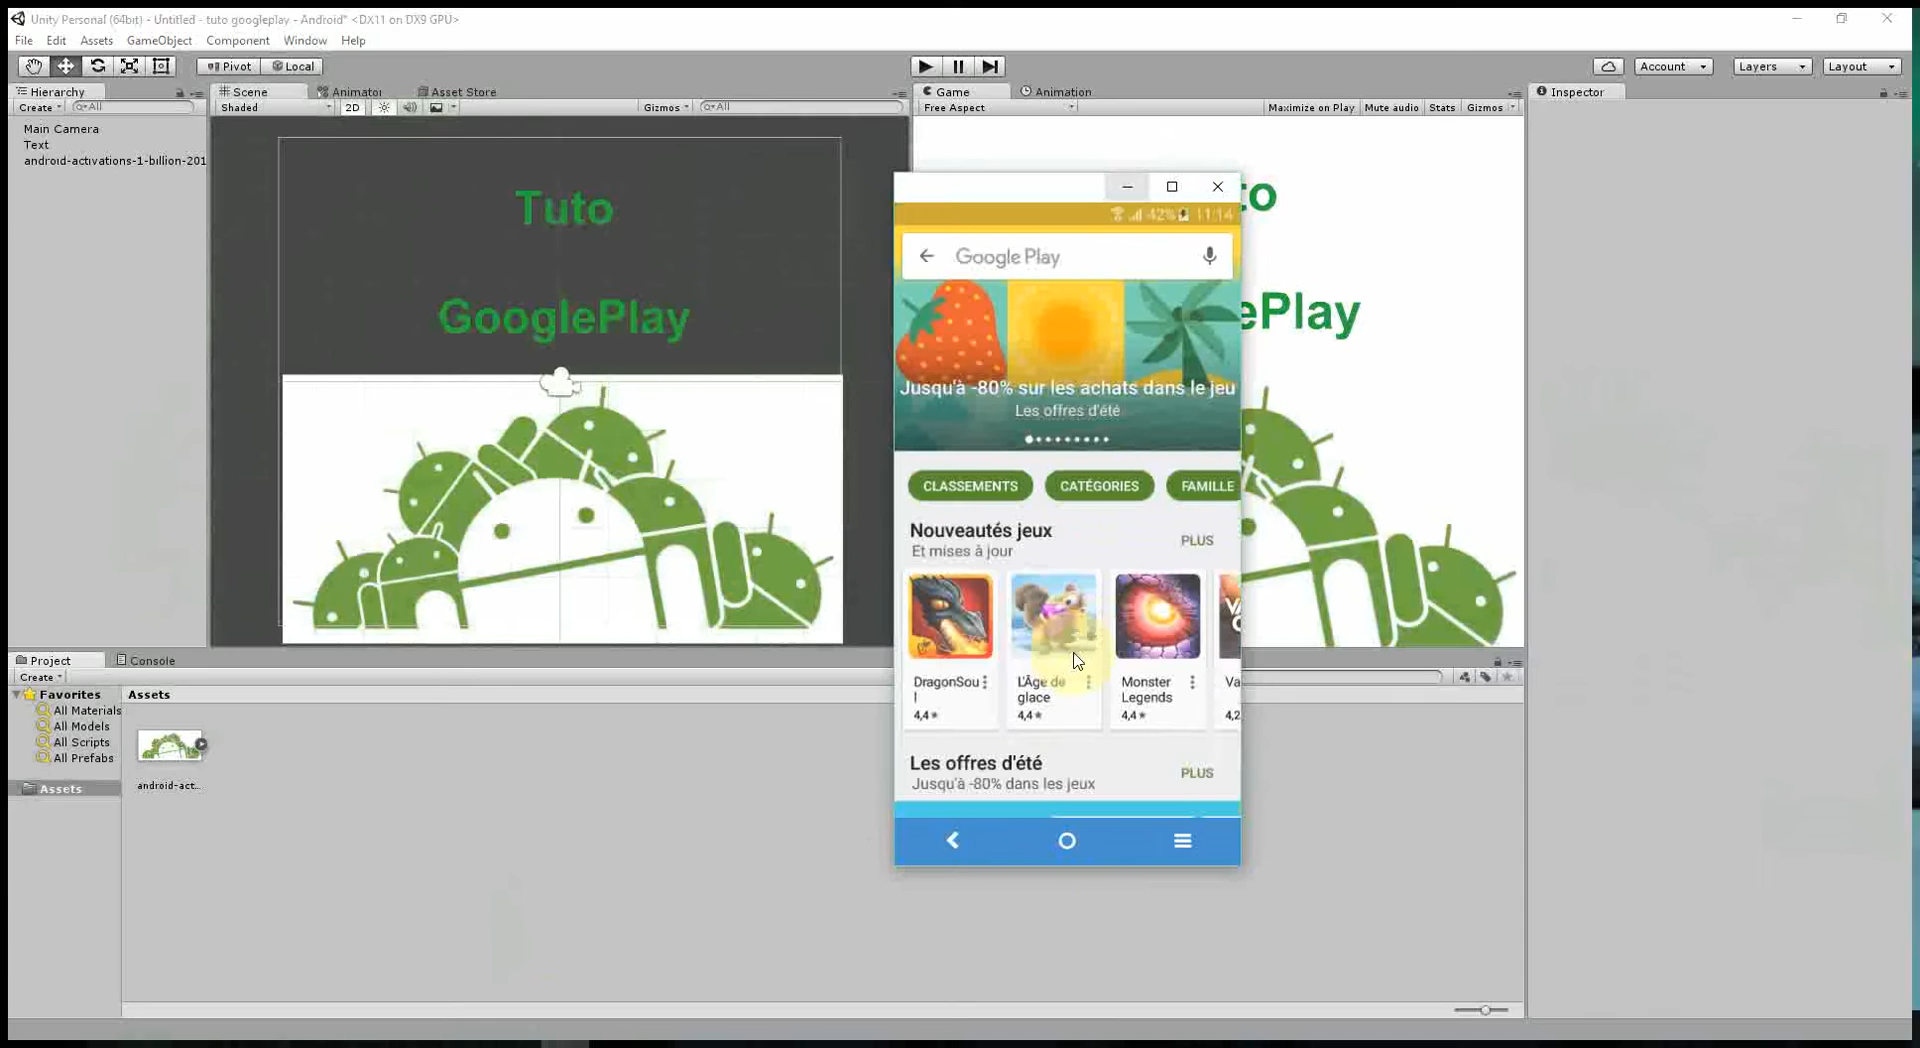 Unity Personal (64bit) - Untitled - tuto googleplay - Android* <DX11 on DX9 GPU>
File Edit Assets GameObject Component Window Help
Pivot Local
Account Layers Layout
Hierarchy
Create All
Main Camera
Text
android-activations-1-billion-201
Scene Animator Asset Store
Shaded 2D Gizmos All
Tuto
GooglePlay
Game Animation
Free Aspect Maximize on Play Mute audio Stats Gizmos
to
ePlay
Inspector
42% 11:14
Google Play
Jusqu'à -80% sur les achats dans le jeu
Les offres d'été
CLASSEMENTS CATÉGORIES FAMILLE
Nouveautés jeux
Et mises à jour
PLUS
DragonSou
l
4,4★
L'Âge de
glace
4,4★
Monster
Legends
4,4★
Va
4,2
Les offres d'été
Jusqu'à -80% dans les jeux
PLUS
Project Console
Create
Favorites
All Materials
All Models
All Scripts
All Prefabs
Assets
Assets
android-act...